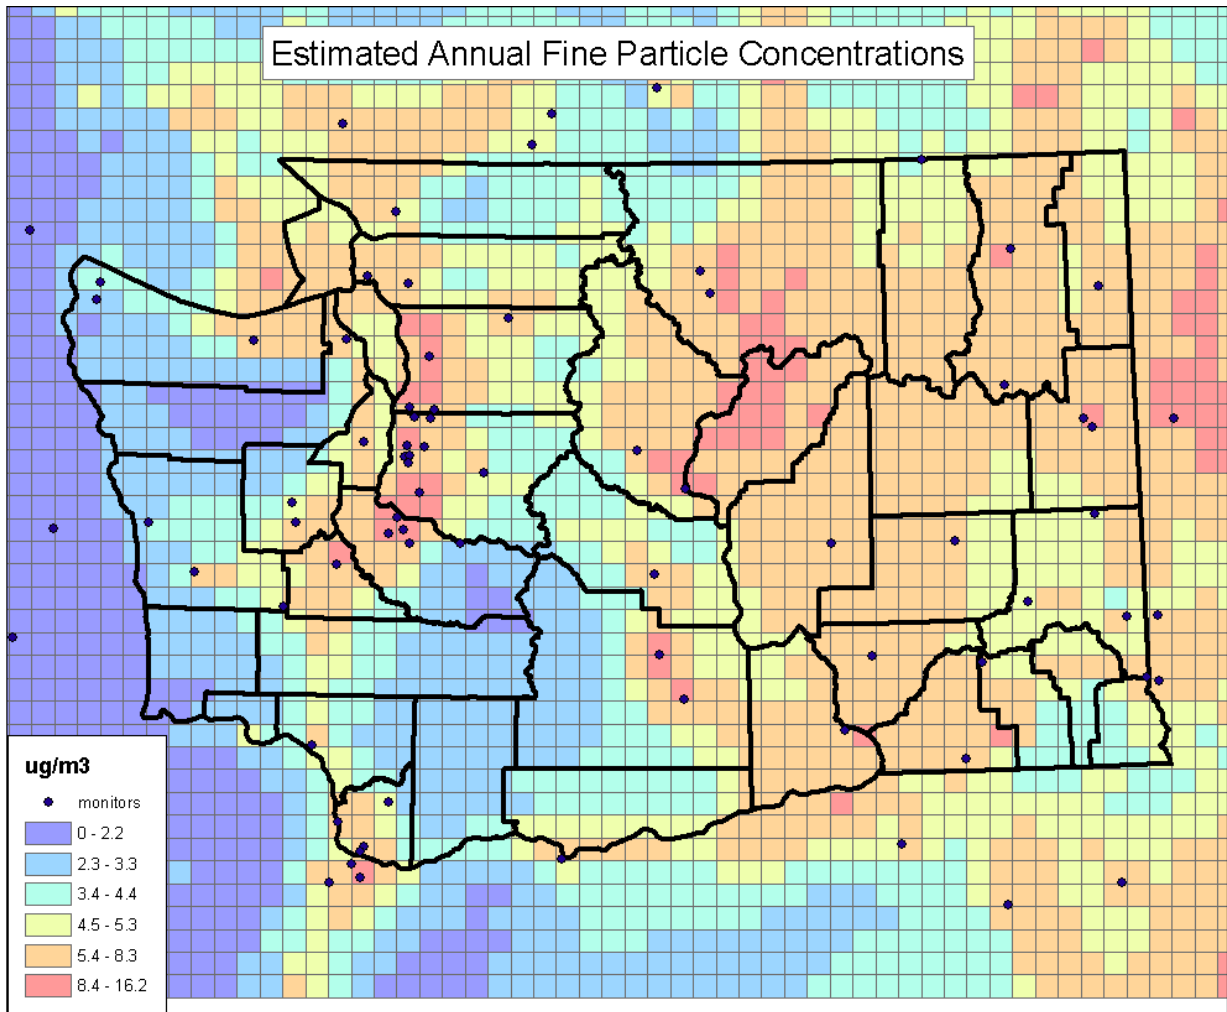 Estimated Annual Fine Particle Concentrations
ug/m3
monitors
0 - 2.2
2.3 - 3.3
3.4 - 4.4
4.5 - 5.3
5.4 - 8.3
8.4 - 16.2